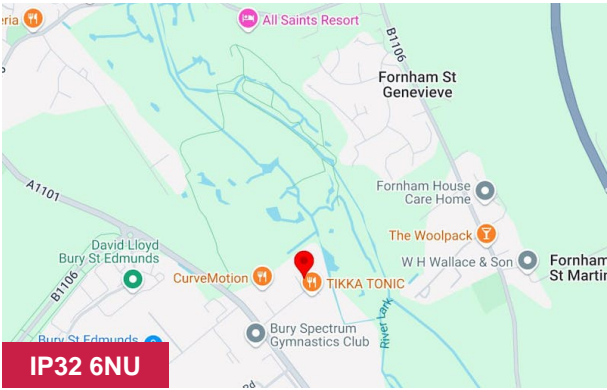 eria
All Saints Resort
B1106
Fornham St
Genevieve
A1101
Fornham House
Care Home
The Woolpack
W H Wallace & Son
Fornham
St Martin
David Lloyd
Bury St Edmunds
B1106
CurveMotion
TIKKA TONIC
River Lark
Bury Spectrum
Gymnastics Club
Bury St Edmunds
Rd
IP32 6NU